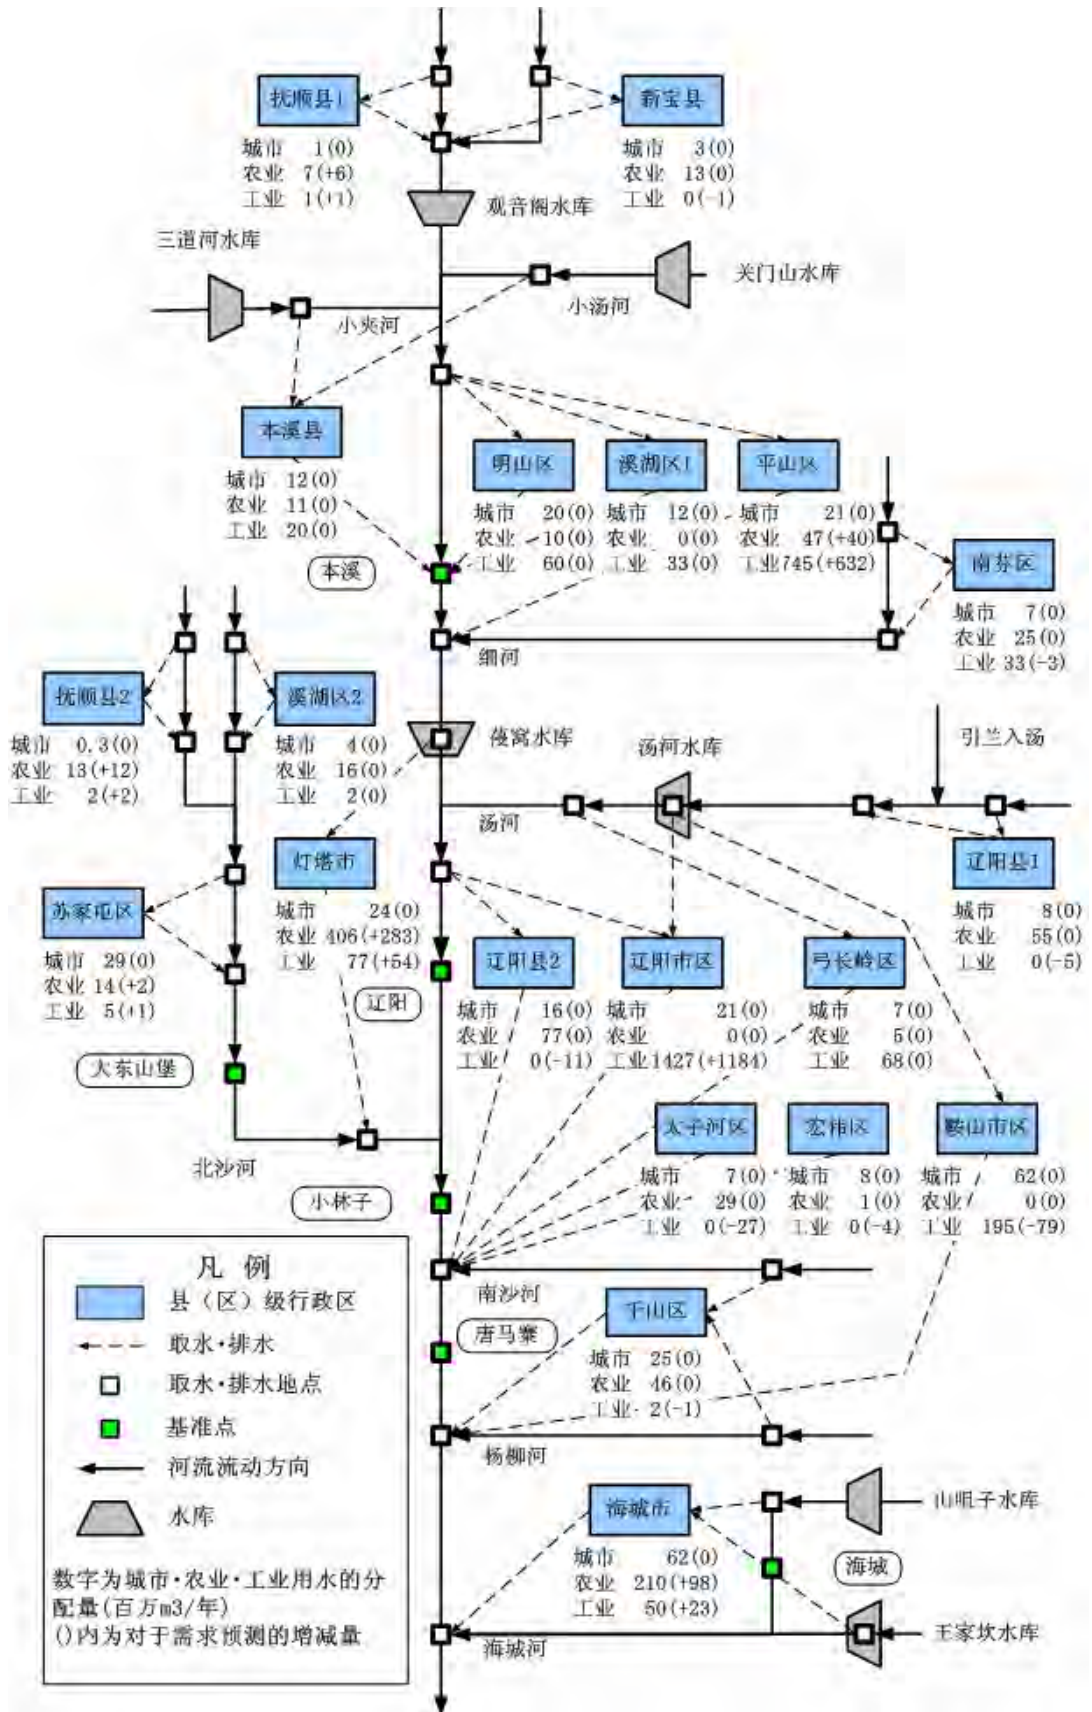 抚顺县1
新宾县
城市 1(0)
农业 7(+6)
工业 1(+1)
城市 3(0)
农业 13(0)
工业 0(-1)
观音阁水库
三道河水库
关门山水库
小夹河
小汤河
本溪县
城市 12(0)
农业 11(0)
工业 20(0)
明山区
溪湖区1
平山区
城市 20(0)
农业 10(0)
工业 60(0)
城市 12(0)
农业 0(0)
工业 33(0)
城市 21(0)
农业 47(+40)
工业 745(+632)
本溪
南芬区
城市 7(0)
农业 25(0)
工业 33(-3)
细河
抚顺县2
溪湖区2
城市 0.3(0)
农业 13(+12)
工业 2(+2)
城市 4(0)
农业 16(0)
工业 2(0)
葠窝水库
汤河水库
引兰入汤
汤河
灯塔市
辽阳县1
城市 24(0)
农业 406(+283)
工业 77(+54)
城市 8(0)
农业 55(0)
工业 0(-5)
苏家屯区
城市 29(0)
农业 14(+2)
工业 5(+1)
辽阳县2
辽阳市区
弓长岭区
辽阳
城市 16(0)
农业 77(0)
工业 0(-11)
城市 21(0)
农业 0(0)
工业 1427(+1184)
城市 7(0)
农业 5(0)
工业 68(0)
大东山堡
太子河区
宏伟区
鞍山市区
城市 7(0)
农业 29(0)
工业 0(-27)
城市 8(0)
农业 1(0)
工业 0(-4)
城市 62(0)
农业 0(0)
工业 195(-79)
北沙河
小林子
南沙河
唐马寨
千山区
城市 25(0)
农业 46(0)
工业 2(-1)
杨柳河
海城市
城市 62(0)
农业 210(+98)
工业 50(+23)
山咀子水库
海城
王家坎水库
海城河
凡 例
县（区）级行政区
取水·排水
取水·排水地点
基准点
河流流动方向
水库
数字为城市·农业·工业用水的分
配量(百万m3/年)
()内为对于需求预测的增减量